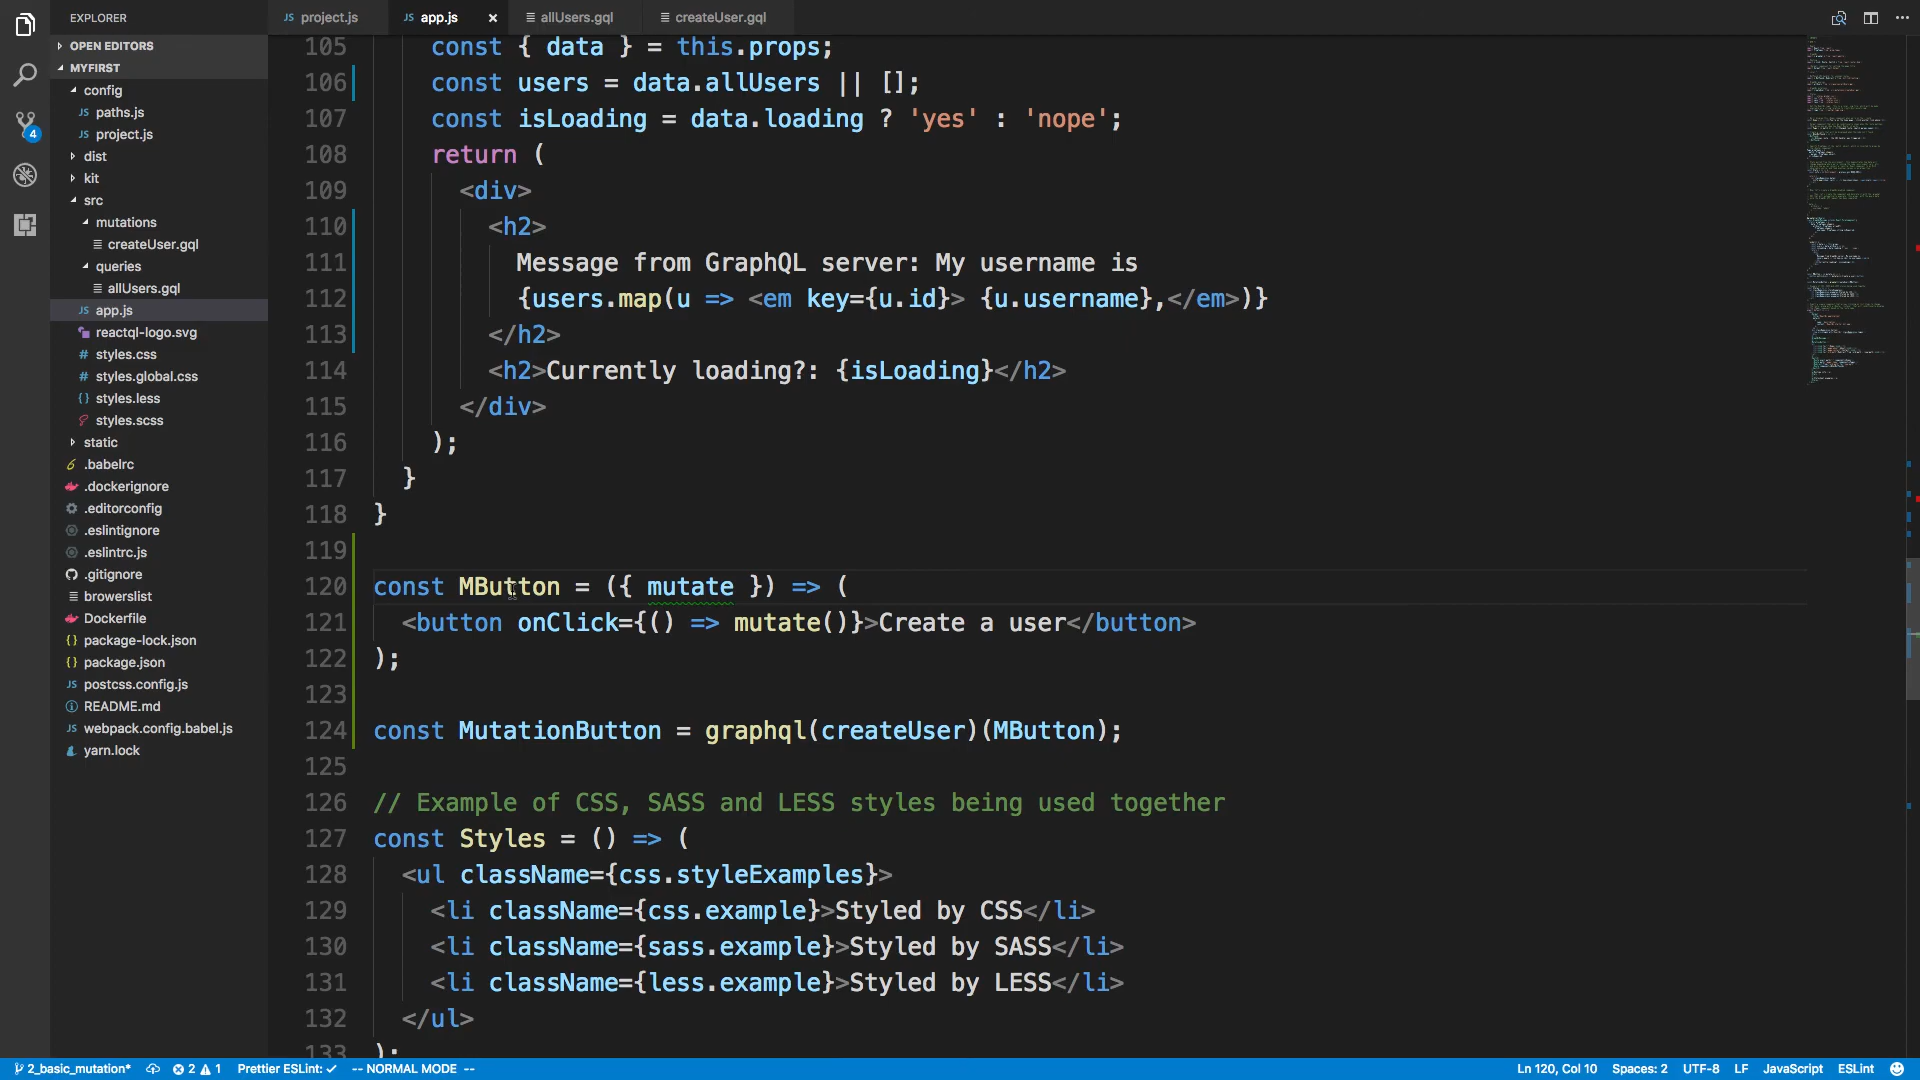 EXPLORER
OPEN EDITORS
MYFIRST
config
JS paths.js
JS project.js
dist
kit
src
mutations
createUser.gql
queries
allUsers.gql
JS app.js
reactql-logo.svg
# styles.css
# styles.global.css
{} styles.less
styles.scss
static
.babelrc
.dockerignore
.editorconfig
.eslintignore
.eslintrc.js
.gitignore
browerslist
Dockerfile
{} package-lock.json
{} package.json
JS postcss.config.js
README.md
JS webpack.config.babel.js
yarn.lock
4
JS project.js
JS app.js ×
allUsers.gql
createUser.gql
105 const { data } = this.props;
106 const users = data.allUsers || [];
107 const isLoading = data.loading ? 'yes' : 'nope';
108 return (
109 <div>
110 <h2>
111 Message from GraphQL server: My username is
112 {users.map(u => <em key={u.id}> {u.username},</em>)}
113 </h2>
114 <h2>Currently loading?: {isLoading}</h2>
115 </div>
116 );
117 }
118 }
119
120 const MButton = ({ mutate }) => (
121 <button onClick={() => mutate()}>Create a user</button>
122 );
123
124 const MutationButton = graphql(createUser)(MButton);
125
126 // Example of CSS, SASS and LESS styles being used together
127 const Styles = () => (
128 <ul className={css.styleExamples}>
129 <li className={css.example}>Styled by CSS</li>
130 <li className={sass.example}>Styled by SASS</li>
131 <li className={less.example}>Styled by LESS</li>
132 </ul>
133 );
2_basic_mutation* 2 1 Prettier ESLint: ✓ -- NORMAL MODE -- Ln 120, Col 10 Spaces: 2 UTF-8 LF JavaScript ESLint